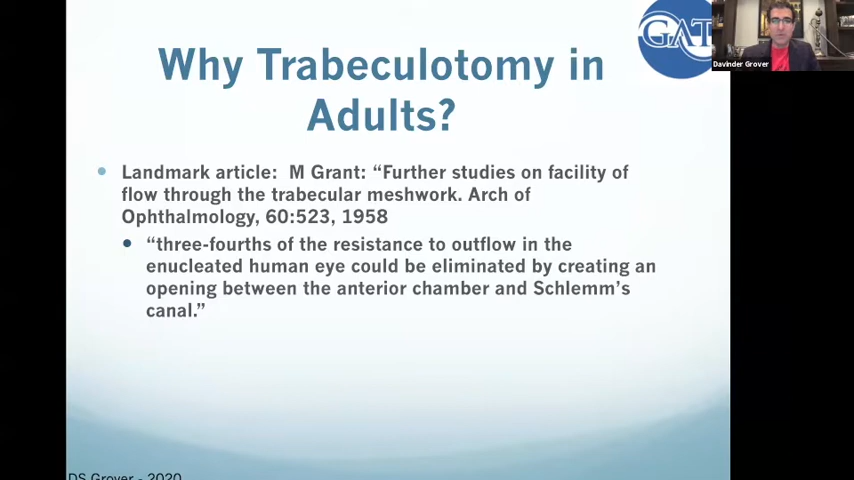 GAT
Davinder Grover
Why Trabeculotomy in
Adults?
Landmark article: M Grant: “Further studies on facility of
flow through the trabecular meshwork. Arch of
Ophthalmology, 60:523, 1958
“three-fourths of the resistance to outflow in the
enucleated human eye could be eliminated by creating an
opening between the anterior chamber and Schlemm’s
canal.”
DS Grover - 2020